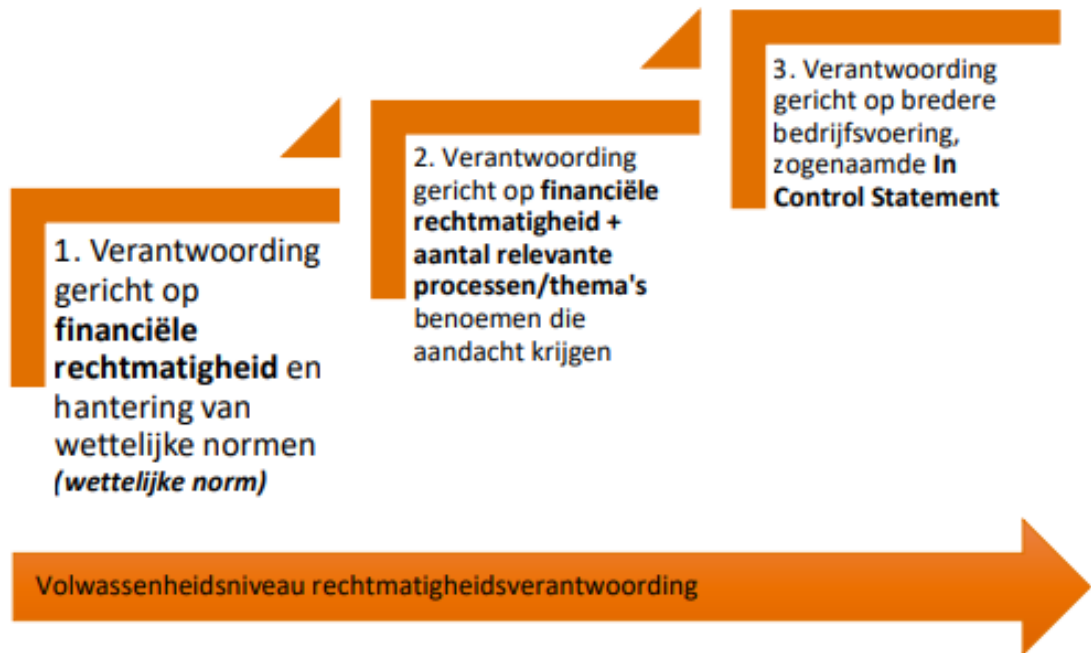 1. Verantwoording
gericht op
financiële
rechtmatigheid en
hantering van
wettelijke normen
(wettelijke norm)
2. Verantwoording
gericht op financiële
rechtmatigheid +
aantal relevante
processen/thema's
benoemen die
aandacht krijgen
3. Verantwoording
gericht op bredere
bedrijfsvoering,
zogenaamde In
Control Statement
Volwassenheidsniveau rechtmatigheidsverantwoording